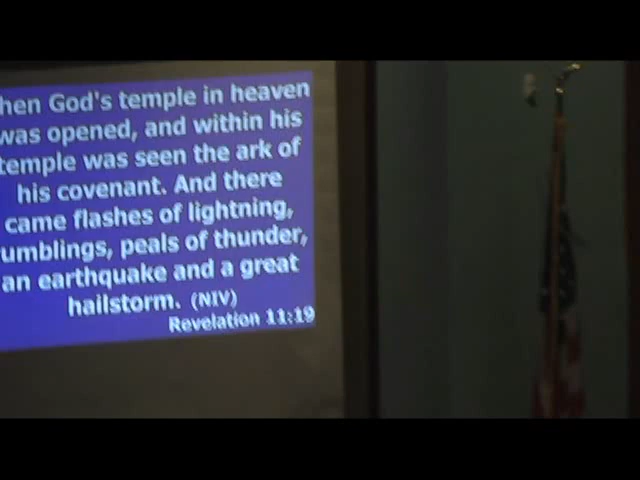 hen God's temple in heaven
was opened, and within his
temple was seen the ark of
his covenant. And there
came flashes of lightning,
umblings, peals of thunder,
an earthquake and a great
hailstorm. (NIV)
Revelation 11:19